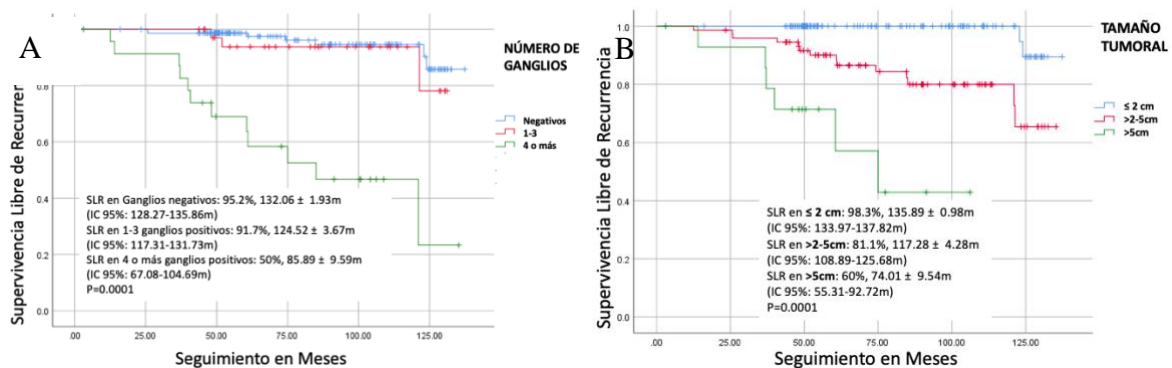 A
NÚMERO DE
GANGLIOS
Negativos
1-3
4 o más
Supervivencia Libre de Recurrer
0.8
0.6
0.4
0.2
0.0
SLR en Ganglios negativos: 95.2%, 132.06 ± 1.93m
(IC 95%: 128.27-135.86m)
SLR en 1-3 ganglios positivos: 91.7%, 124.52 ± 3.67m
(IC 95%: 117.31-131.73m)
SLR en 4 o más ganglios positivos: 50%, 85.89 ± 9.59m
(IC 95%: 67.08-104.69m)
P=0.0001
.00 25.00 50.00 75.00 100.00 125.00
Seguimiento en Meses
B
TAMAÑO
TUMORAL
≤ 2 cm
>2-5cm
>5cm
Supervivencia Libre de Recurrencia
1.0
0.8
0.6
0.4
0.2
0.0
SLR en ≤ 2 cm: 98.3%, 135.89 ± 0.98m
(IC 95%: 133.97-137.82m)
SLR en >2-5cm: 81.1%, 117.28 ± 4.28m
(IC 95%: 108.89-125.68m)
SLR en >5cm: 60%, 74.01 ± 9.54m
(IC 95%: 55.31-92.72m)
P=0.0001
.00 25.00 50.00 75.00 100.00 125.00
Seguimiento en Meses